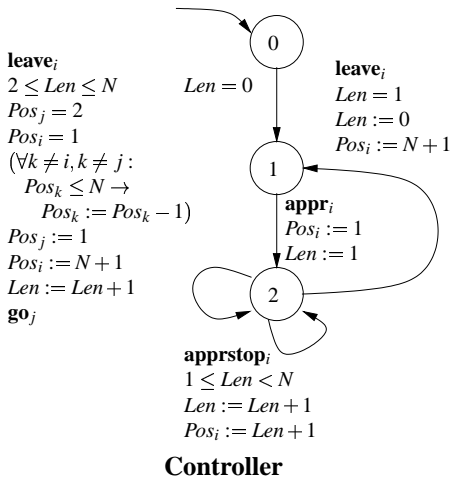 0
leave_i
2 ≤ Len ≤ N
Pos_j = 2
Pos_i = 1
(∀k ≠ i, k ≠ j :
Pos_k ≤ N →
Pos_k := Pos_k − 1)
Pos_j := 1
Pos_i := N + 1
Len := Len + 1
go_j
Len = 0
leave_i
Len = 1
Len := 0
Pos_i := N + 1
1
appr_i
Pos_i := 1
Len := 1
2
apprstop_i
1 ≤ Len < N
Len := Len + 1
Pos_i := Len + 1
Controller